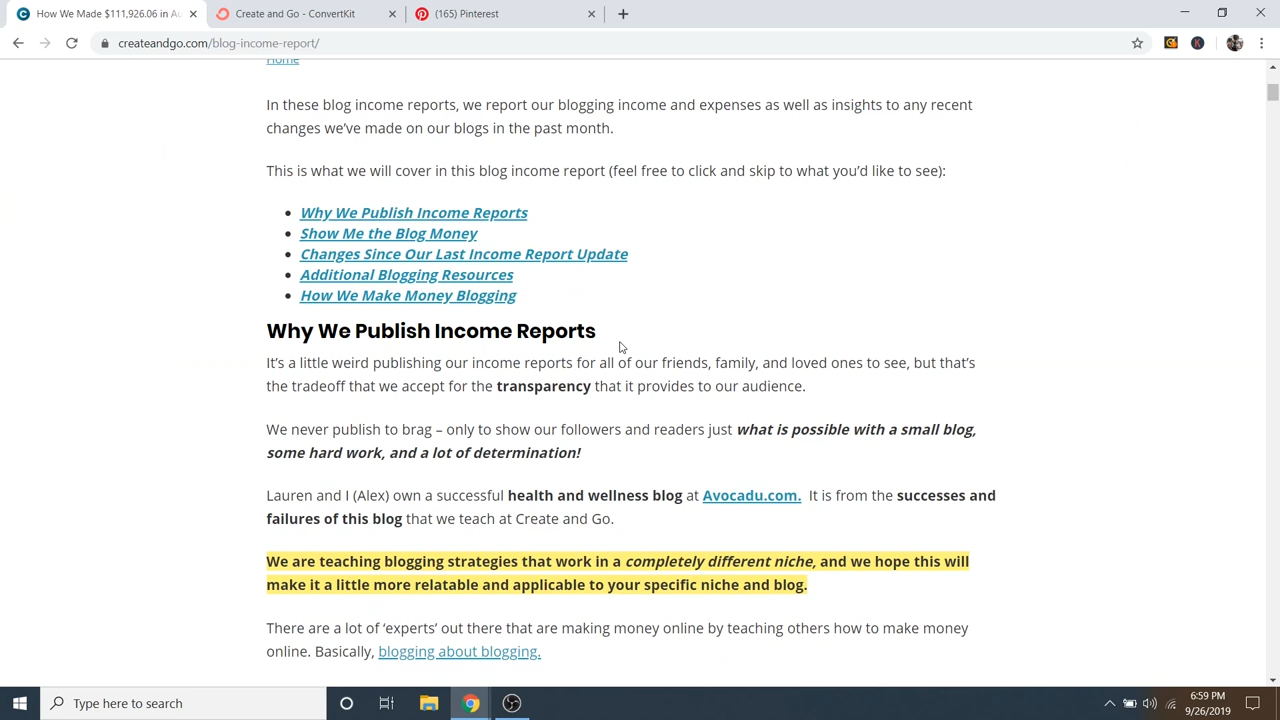 How We Made $111,926.06 in Au
Create and Go - ConvertKit
(165) Pinterest
createandgo.com/blog-income-report/
Home
In these blog income reports, we report our blogging income and expenses as well as insights to any recent
changes we’ve made on our blogs in the past month.
This is what we will cover in this blog income report (feel free to click and skip to what you’d like to see):
Why We Publish Income Reports
Show Me the Blog Money
Changes Since Our Last Income Report Update
Additional Blogging Resources
How We Make Money Blogging
Why We Publish Income Reports
It’s a little weird publishing our income reports for all of our friends, family, and loved ones to see, but that’s
the tradeoff that we accept for the transparency that it provides to our audience.
We never publish to brag – only to show our followers and readers just what is possible with a small blog,
some hard work, and a lot of determination!
Lauren and I (Alex) own a successful health and wellness blog at Avocadu.com. It is from the successes and
failures of this blog that we teach at Create and Go.
We are teaching blogging strategies that work in a completely different niche, and we hope this will
make it a little more relatable and applicable to your specific niche and blog.
There are a lot of ‘experts’ out there that are making money online by teaching others how to make money
online. Basically, blogging about blogging.
Type here to search
6:59 PM
9/26/2019